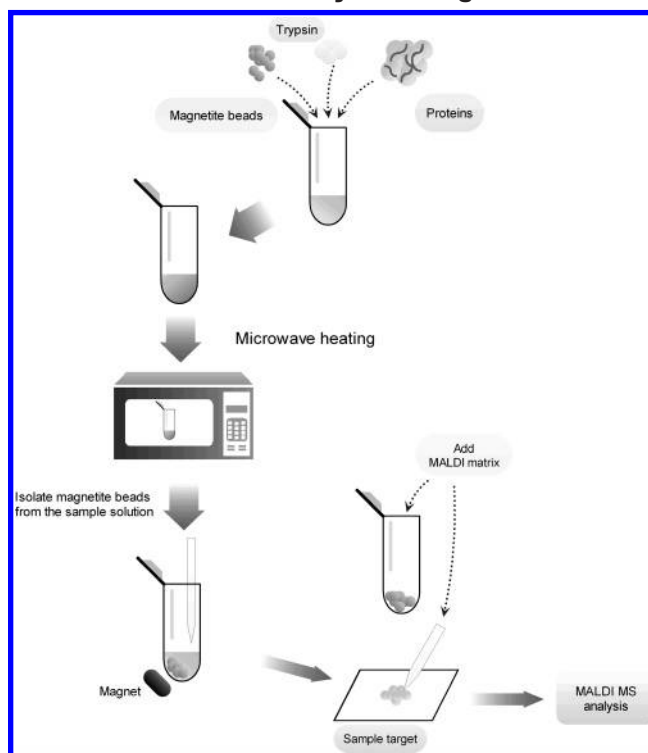 Trypsin
Magnetite beads
Proteins
Microwave heating
Add
MALDI matrix
Isolate magnetite beads
from the sample solution
Magnet
Sample target
MALDI MS
analysis